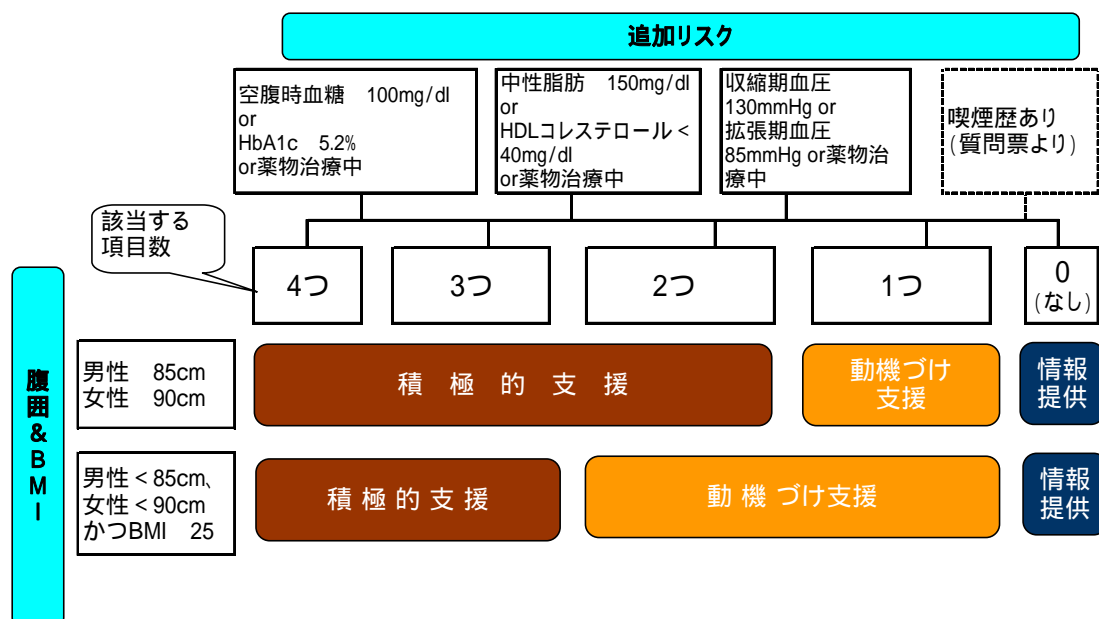 追加リスク
空腹時血糖　100mg/dl
or
HbA1c　5.2%
or薬物治療中
中性脂肪　150mg/dl
or
HDLコレステロール <
40mg/dl
or薬物治療中
収縮期血圧
130mmHg or
拡張期血圧
85mmHg or薬物治
療中
喫煙歴あり
(質問票より)
該当する
項目数
4つ
3つ
2つ
1つ
0
(なし)
腹囲&BMI
男性　85cm
女性　90cm
積 極 的 支 援
動機づけ
支援
情報
提供
男性 < 85cm、
女性 < 90cm
かつBMI　25
積 極 的 支 援
動 機 づけ支援
情報
提供